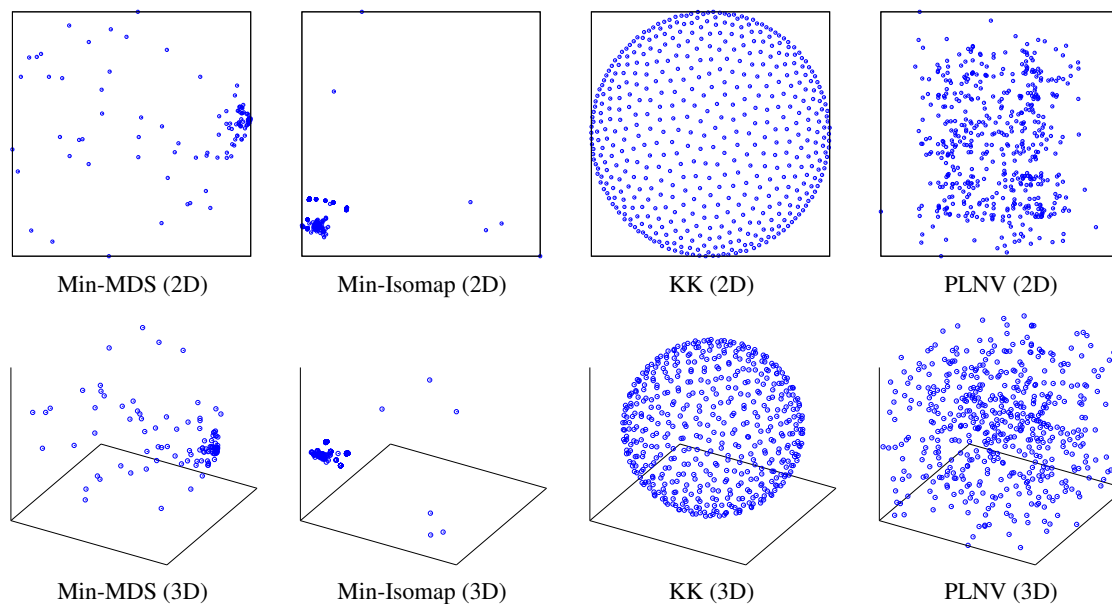 Min-MDS (2D) Min-Isomap (2D) KK (2D) PLNV (2D)
Min-MDS (3D) Min-Isomap (3D) KK (3D) PLNV (3D)